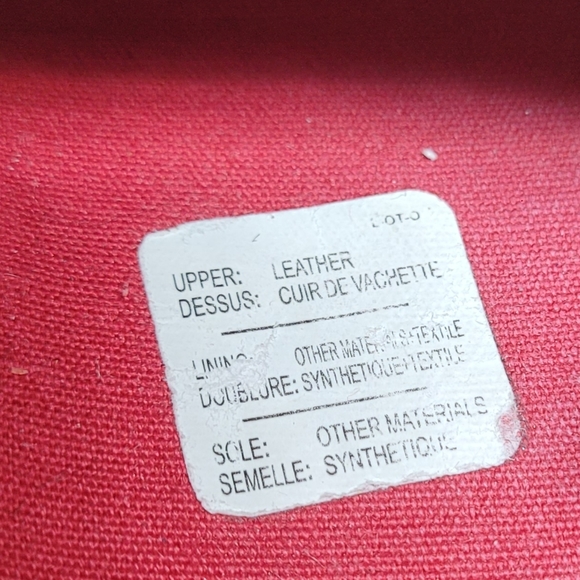 UPPER: LEATHER
DESSUS: CUIR DE VACHETTE
LINING: OTHER MATERIALS+TEXTILE
DOUBLURE: SYNTHETIQUE+TEXTILE
SOLE: OTHER MATERIALS
SEMELLE: SYNTHETIQUE